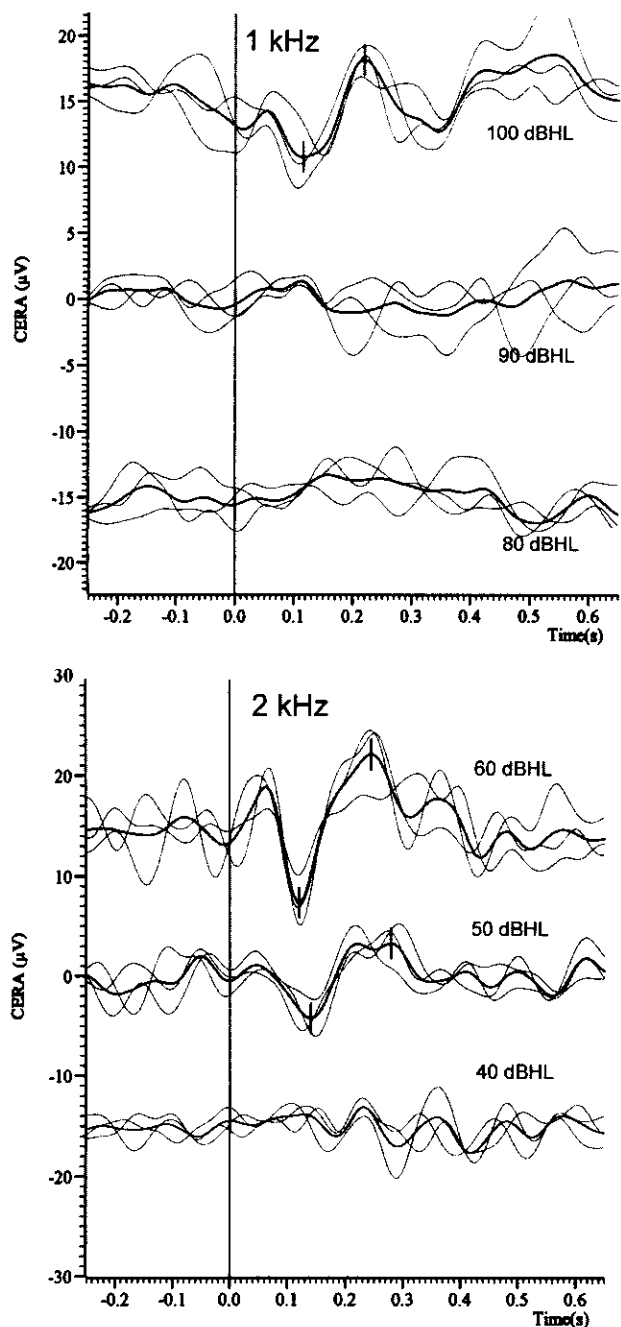 1 kHz
20
15
10
5
0
-5
-10
-15
-20
CERA (µV)
100 dBHL
90 dBHL
80 dBHL
-0.2 -0.1 0.0 0.1 0.2 0.3 0.4 0.5 0.6
Time(s)
2 kHz
30
20
10
0
-10
-20
-30
CERA (µV)
60 dBHL
50 dBHL
40 dBHL
-0.2 -0.1 0.0 0.1 0.2 0.3 0.4 0.5 0.6
Time(s)